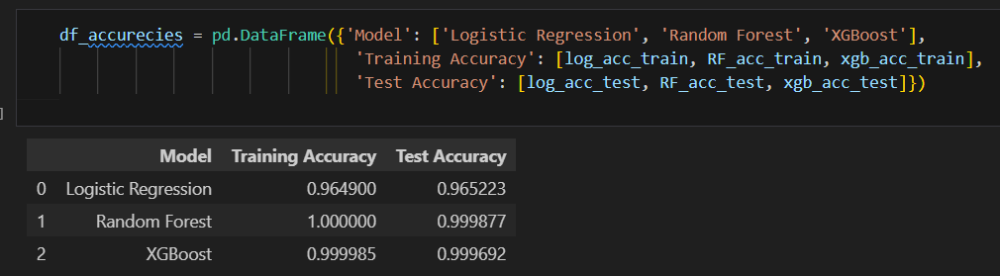 df_accurecies = pd.DataFrame({'Model': ['Logistic Regression', 'Random Forest', 'XGBoost'],
'Training Accuracy': [log_acc_train, RF_acc_train, xgb_acc_train],
'Test Accuracy': [log_acc_test, RF_acc_test, xgb_acc_test]})
]
Model Training Accuracy Test Accuracy
0 Logistic Regression 0.964900 0.965223
1 Random Forest 1.000000 0.999877
2 XGBoost 0.999985 0.999692